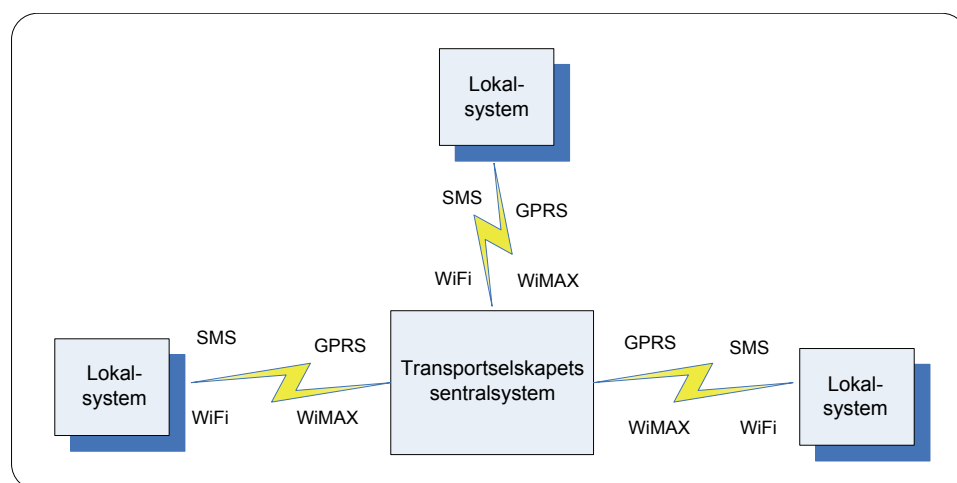 Lokal-
system
SMS
GPRS
WiFi
WiMAX
SMS
GPRS
Lokal-
system
WiFi
WiMAX
Transportselskapets
sentralsystem
GPRS
SMS
WiMAX
WiFi
Lokal-
system